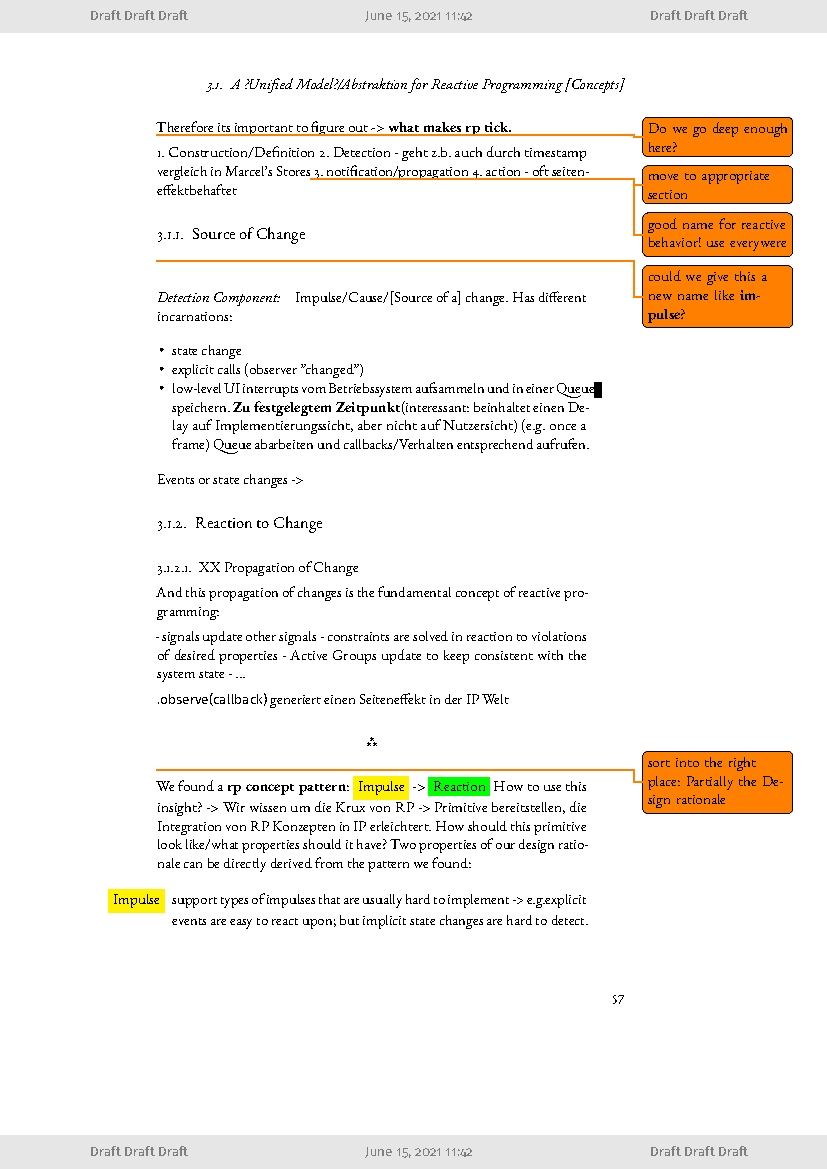 Draft Draft Draft June 15, 2021 11:42 Draft Draft Draft
3.1. A ?Unified Model?/Abstraktion for Reactive Programming [Concepts]
Therefore its important to figure out -> what makes rp tick.
1. Construction/Definition 2. Detection - geht z.b. auch durch timestamp
vergleich in Marcel's Stores 3. notification/propagation 4. action - oft seiten-
effektbehaftet
Do we go deep enough
here?
move to appropriate
section
good name for reactive
behavior! use everywere
could we give this a
new name like im-
pulse?
3.1.1. Source of Change
Detection Component: Impulse/Cause/[Source of a] change. Has different
incarnations:
• state change
• explicit calls (observer ”changed”)
• low-level UI interrupts vom Betriebssystem aufsammeln und in einer Queue
speichern. Zu festgelegtem Zeitpunkt(interessant: beinhaltet einen De-
lay auf Implementierungssicht, aber nicht auf Nutzersicht) (e.g. once a
frame) Queue abarbeiten und callbacks/Verhalten entsprechend aufrufen.
Events or state changes ->
3.1.2. Reaction to Change
3.1.2.1. XX Propagation of Change
And this propagation of changes is the fundamental concept of reactive pro-
gramming:
- signals update other signals - constraints are solved in reaction to violations
of desired properties - Active Groups update to keep consistent with the
system state - ...
.observe(callback) generiert einen Seiteneffekt in der IP Welt
⁂
We found a rp concept pattern: Impulse -> Reaction How to use this
insight? -> Wir wissen um die Krux von RP -> Primitive bereitstellen, die
Integration von RP Konzepten in IP erleichtert. How should this primitive
look like/what properties should it have? Two properties of our design ratio-
nale can be directly derived from the pattern we found:
sort into the right
place: Partially the De-
sign rationale
Impulse support types of impulses that are usually hard to implement -> e.g.explicit
events are easy to react upon; but implicit state changes are hard to detect.
57
Draft Draft Draft June 15, 2021 11:42 Draft Draft Draft